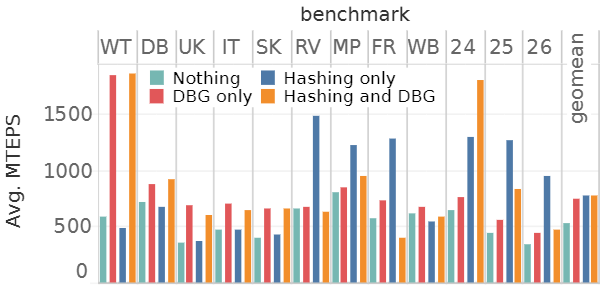 benchmark
WT DB UK IT SK RV MP FR WB 24 25 26 geomean
Nothing Hashing only
DBG only Hashing and DBG
Avg. MTEPS
1500
1000
500
0